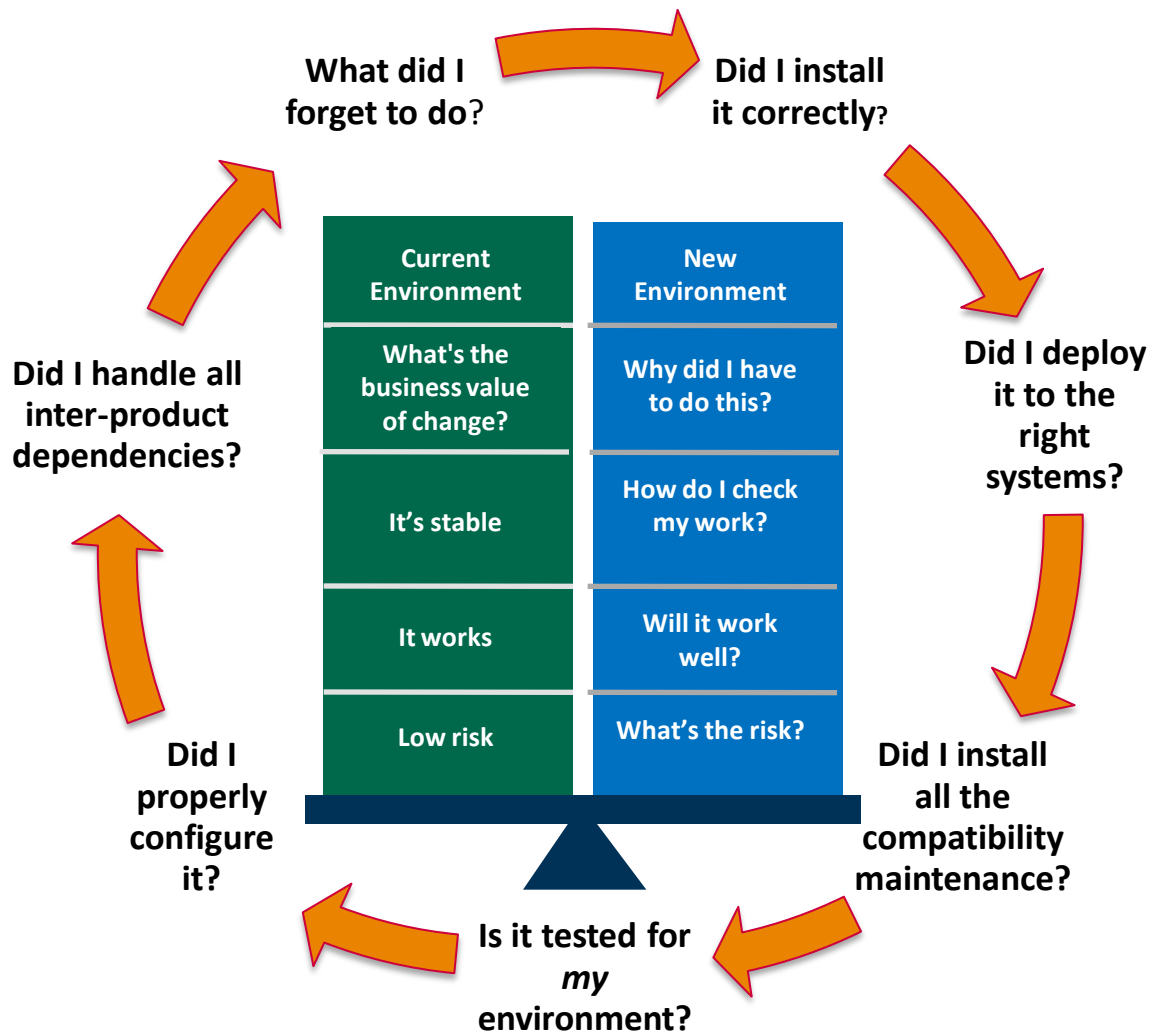 What did I
forget to do?
Did I install
it correctly?
Did I deploy
it to the
right
systems?
Did I install
all the
compatibility
maintenance?
Is it tested for
my
environment?
Did I
properly
configure
it?
Did I handle all
inter-product
dependencies?
Current
Environment
What's the
business value
of change?
It’s stable
It works
Low risk
New
Environment
Why did I have
to do this?
How do I check
my work?
Will it work
well?
What’s the risk?